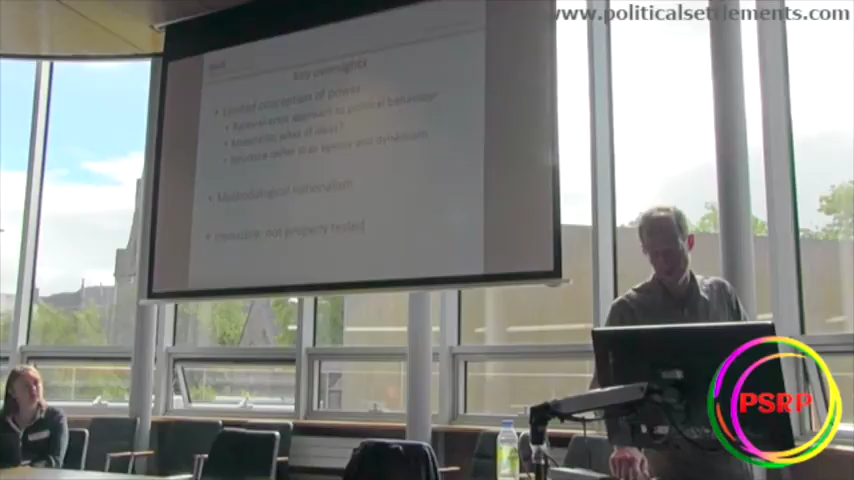 www.politicalsettlements.com
Key oversights
• Limited conception of power
• Rational-actor approach to political behaviour
• Materialist; what of ideas?
• Structure rather than agency and dynamism
• Methodological nationalism
• not properly tested
PSRP